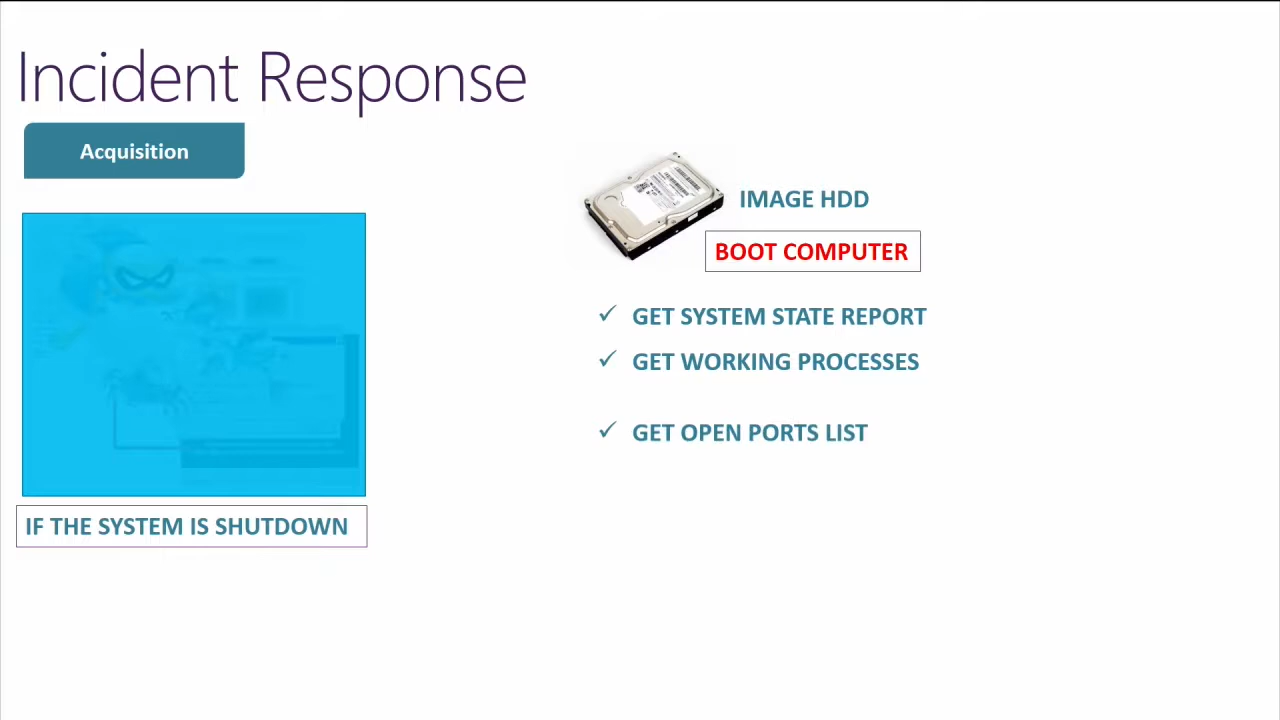 Incident Response
Acquisition
IMAGE HDD
BOOT COMPUTER
✓ GET SYSTEM STATE REPORT
✓ GET WORKING PROCESSES
✓ GET OPEN PORTS LIST
IF THE SYSTEM IS SHUTDOWN